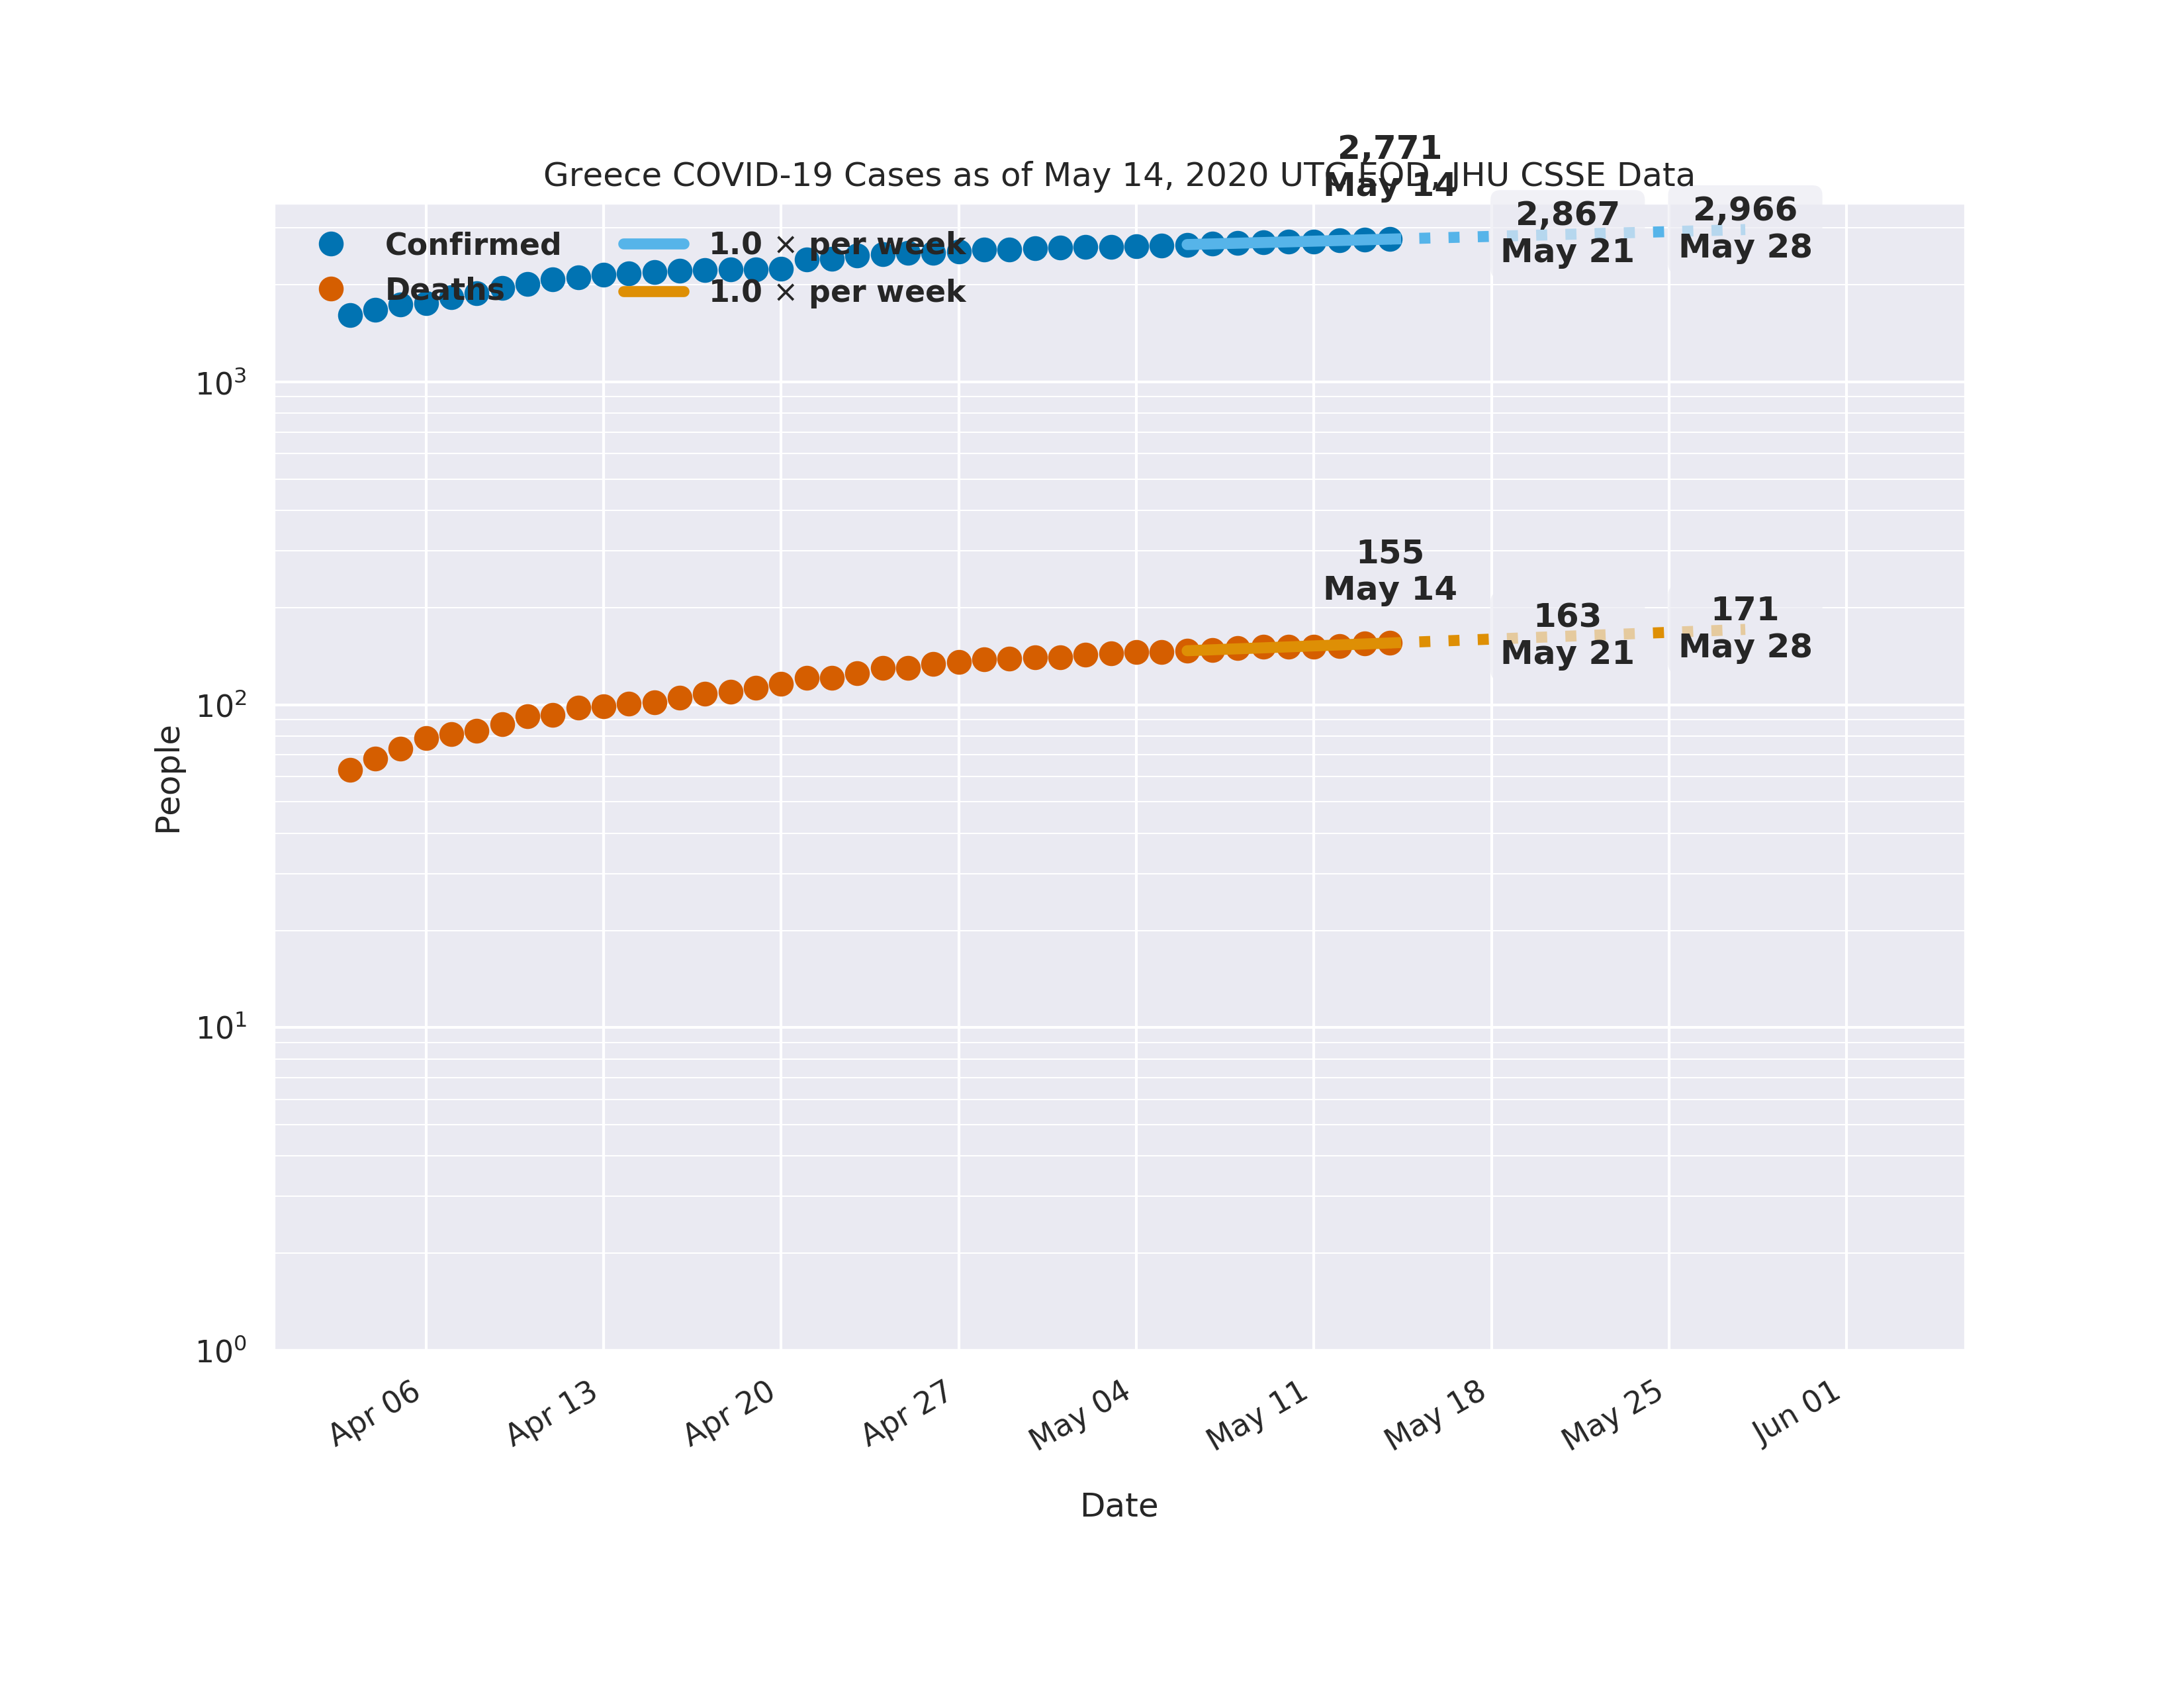 2,771
May 14
Greece COVID-19 Cases as of May 14, 2020 UTC EOD, JHU CSSE Data
2,867
May 21
2,966
May 28
Confirmed
Deaths
1.0 × per week
1.0 × per week
10³
155
May 14
163
May 21
171
May 28
10²
People
10¹
10⁰
Apr 06
Apr 13
Apr 20
Apr 27
May 04
May 11
May 18
May 25
Jun 01
Date